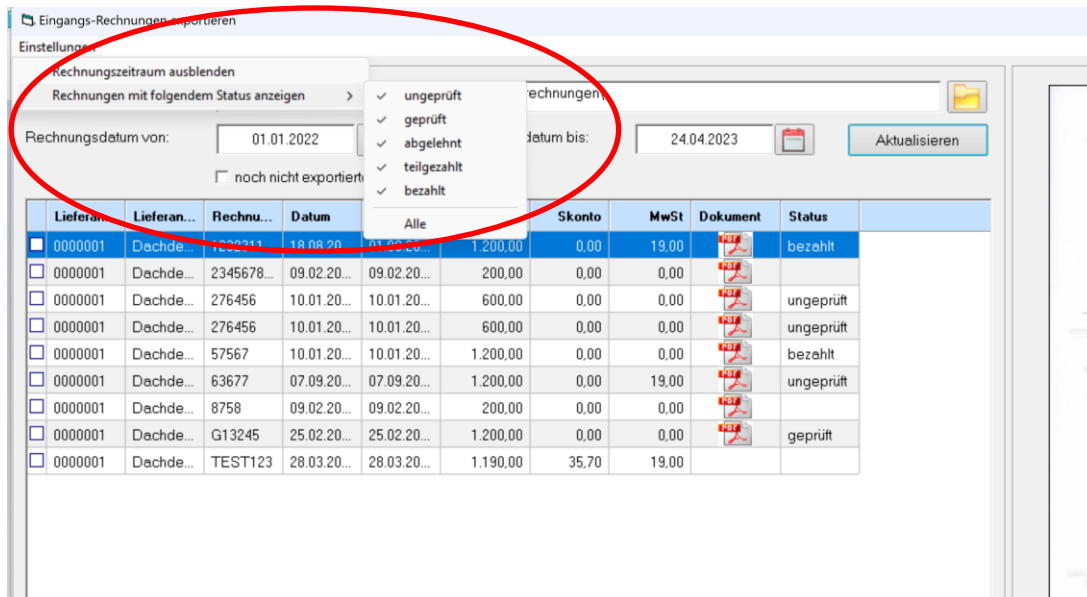 Eingangs-Rechnungen exportieren
Einstellungen
Rechnungszeitraum ausblenden
Rechnungen mit folgendem Status anzeigen >
ungeprüft
geprüft
abgelehnt
teilgezahlt
bezahlt
Alle
rechnungen
Rechnungsdatum von: 01.01.2022 datum bis: 24.04.2023 Aktualisieren
noch nicht exportierte
Lieferan... Lieferan... Rechnu... Datum Skonto MwSt Dokument Status
0000001 Dachde... 18.08.20... 1.200,00 0,00 19,00 PDF bezahlt
0000001 Dachde... 2345678... 09.02.20... 09.02.20... 200,00 0,00 0,00 PDF
0000001 Dachde... 276456 10.01.20... 10.01.20... 600,00 0,00 0,00 PDF ungeprüft
0000001 Dachde... 276456 10.01.20... 10.01.20... 600,00 0,00 0,00 PDF ungeprüft
0000001 Dachde... 57567 10.01.20... 10.01.20... 1.200,00 0,00 0,00 PDF bezahlt
0000001 Dachde... 63677 07.09.20... 07.09.20... 1.200,00 0,00 19,00 PDF ungeprüft
0000001 Dachde... 8758 09.02.20... 09.02.20... 200,00 0,00 0,00 PDF
0000001 Dachde... G13245 25.02.20... 25.02.20... 1.200,00 0,00 0,00 PDF geprüft
0000001 Dachde... TEST123 28.03.20... 28.03.20... 1.190,00 35,70 19,00